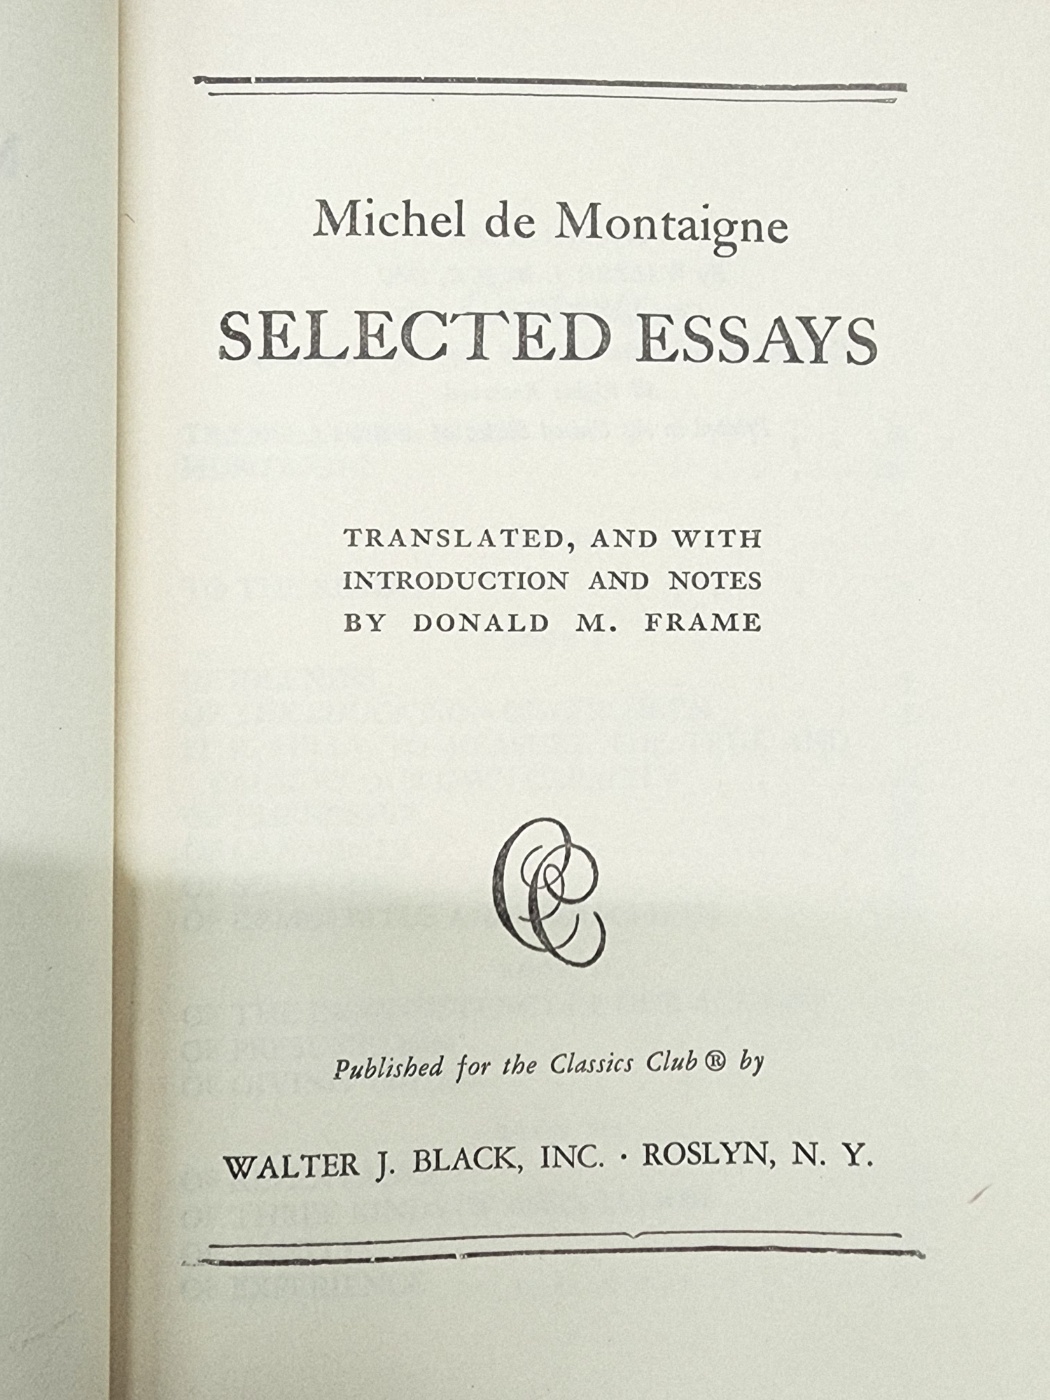 Michel de Montaigne
SELECTED ESSAYS
TRANSLATED, AND WITH
INTRODUCTION AND NOTES
BY DONALD M. FRAME
CC
Published for the Classics Club ® by
WALTER J. BLACK, INC. · ROSLYN, N. Y.